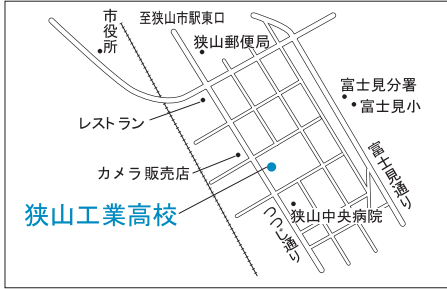 市役所
至狭山市駅東口
狭山郵便局
レストラン
富士見分署
富士見小
カメラ販売店
狭山工業高校
狭山中央病院
つつじ通り
富士見通り